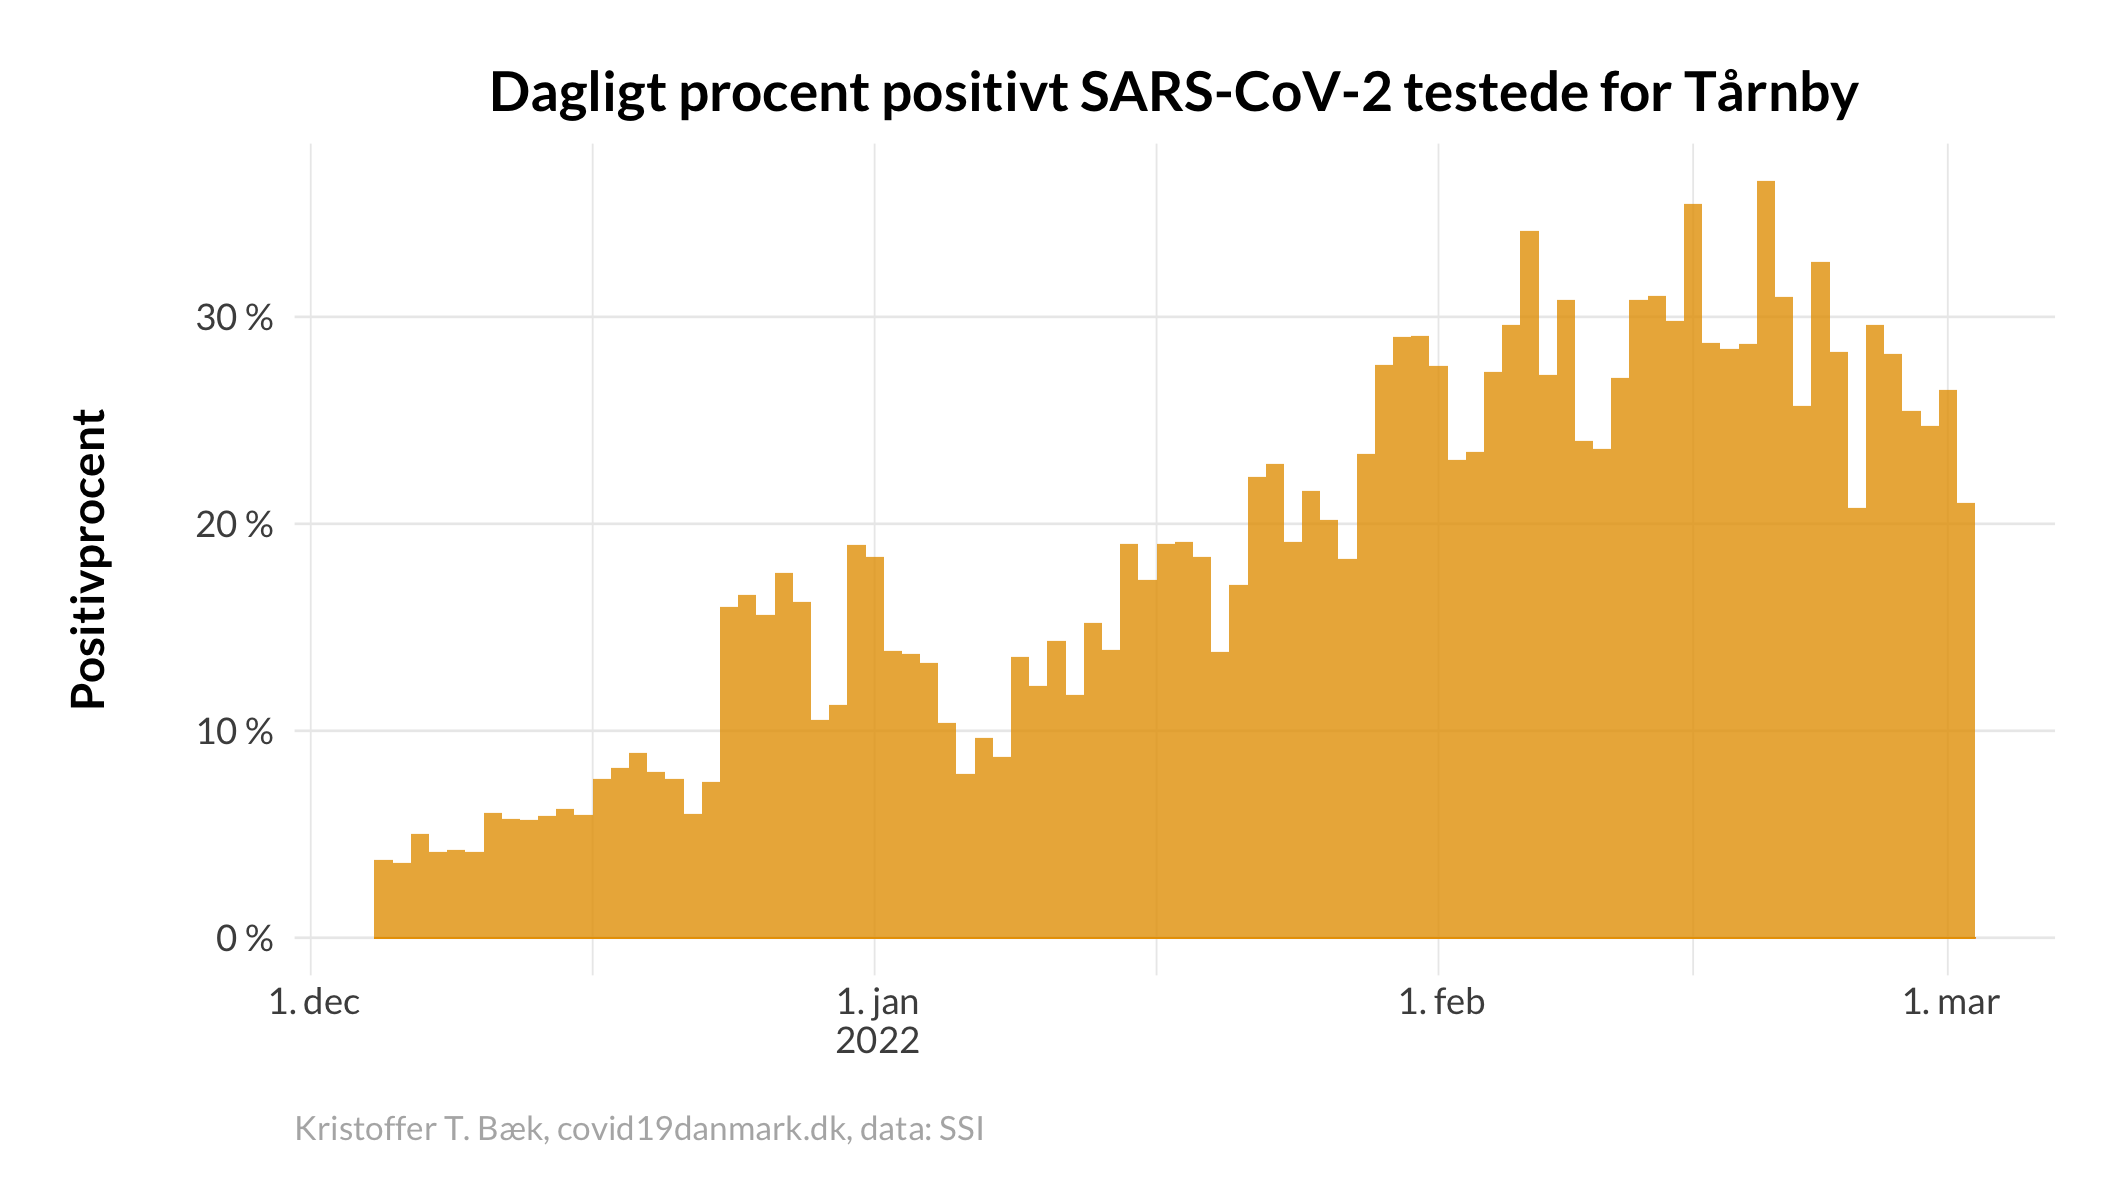 Dagligt procent positivt SARS-CoV-2 testede for Tårnby
Positivprocent
30 %
20 %
10 %
0 %
1. dec
1. jan
2022
1. feb
1. mar
Kristoffer T. Bæk, covid19danmark.dk, data: SSI